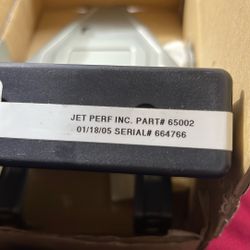 JET PERF INC. PART# 65002
01/18/05 SERIAL# 664766